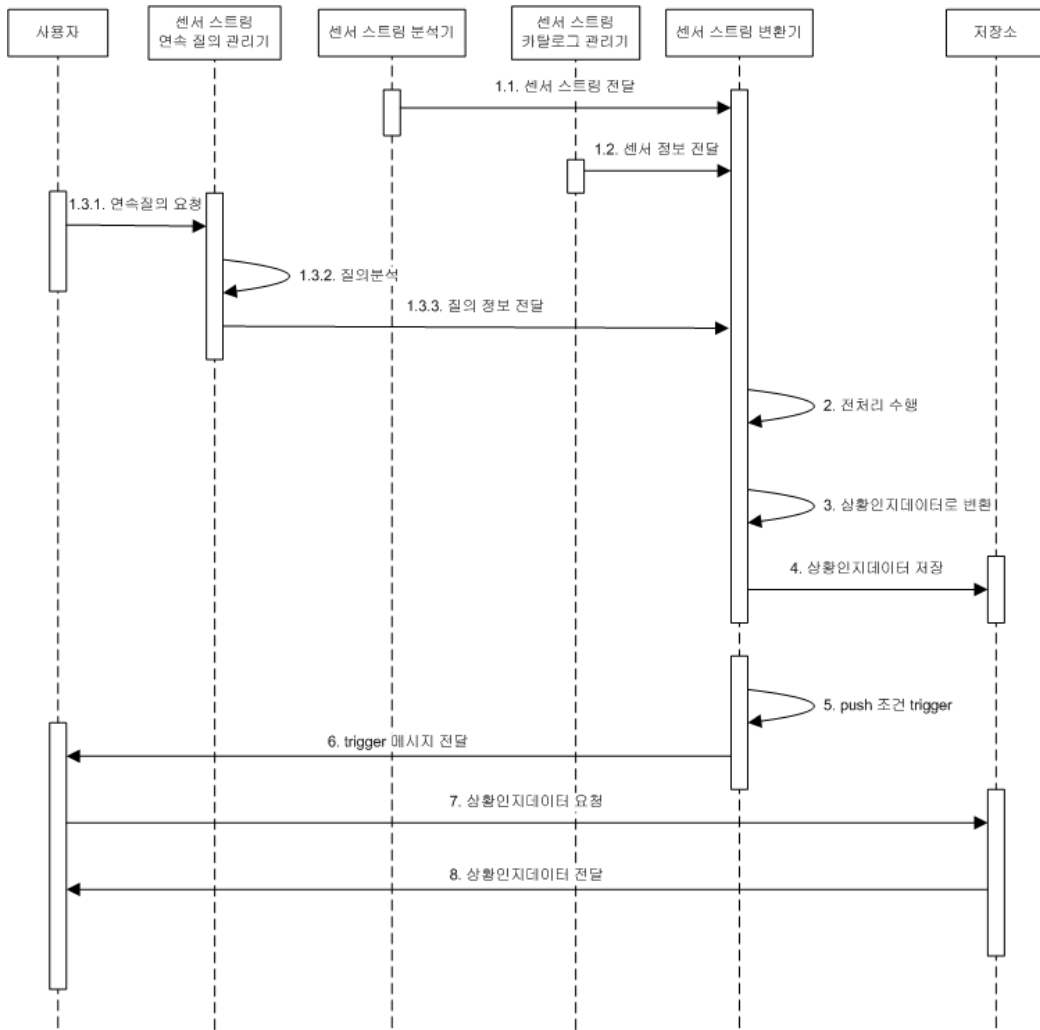 사용자
센서 스트링
연속 질의 관리기
센서 스트링 분석기
센서 스트링
카탈로그 관리기
센서 스트링 변환기
저장소
1.1. 센서 스트링 전달
1.2. 센서 정보 전달
1.3.1. 연속질의 요청
1.3.2. 질의분석
1.3.3. 질의 정보 전달
2. 전처리 수행
3. 상황인지데이터로 변환
4. 상황인지데이터 저장
5. push 조건 trigger
6. trigger 메시지 전달
7. 상황인지데이터 요청
8. 상황인지데이터 전달